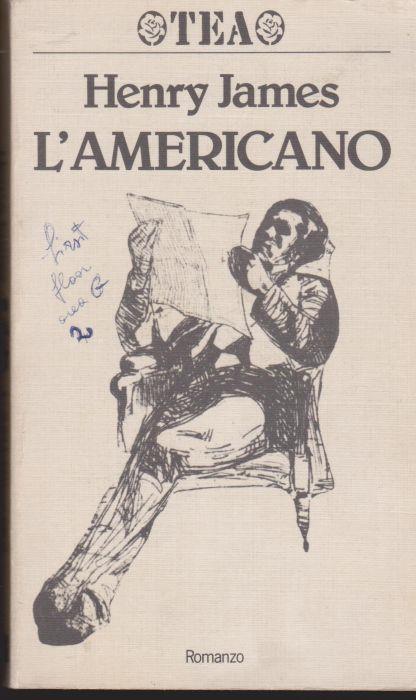 TEA
Henry James
L'AMERICANO
first
floor
area G
2
Romanzo